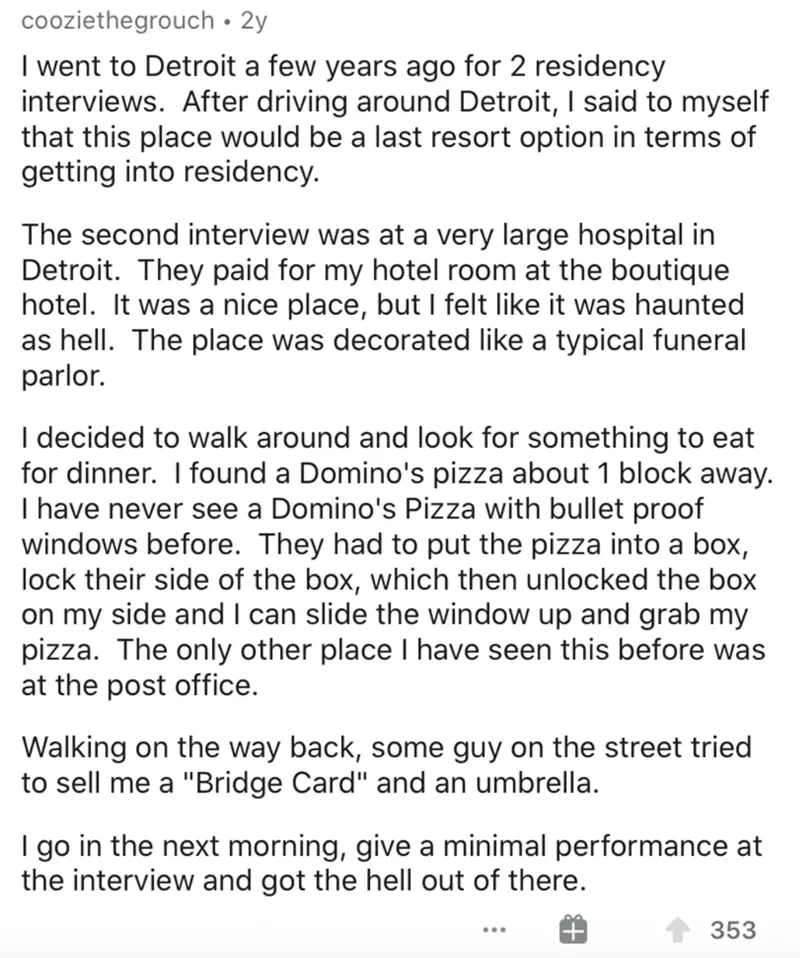 cooziethegrouch • 2y
I went to Detroit a few years ago for 2 residency
interviews.  After driving around Detroit, I said to myself
that this place would be a last resort option in terms of
getting into residency.
The second interview was at a very large hospital in
Detroit.  They paid for my hotel room at the boutique
hotel.  It was a nice place, but I felt like it was haunted
as hell.  The place was decorated like a typical funeral
parlor.
I decided to walk around and look for something to eat
for dinner.  I found a Domino's pizza about 1 block away.
I have never see a Domino's Pizza with bullet proof
windows before.  They had to put the pizza into a box,
lock their side of the box, which then unlocked the box
on my side and I can slide the window up and grab my
pizza.  The only other place I have seen this before was
at the post office.
Walking on the way back, some guy on the street tried
to sell me a "Bridge Card" and an umbrella.
I go in the next morning, give a minimal performance at
the interview and got the hell out of there.
353